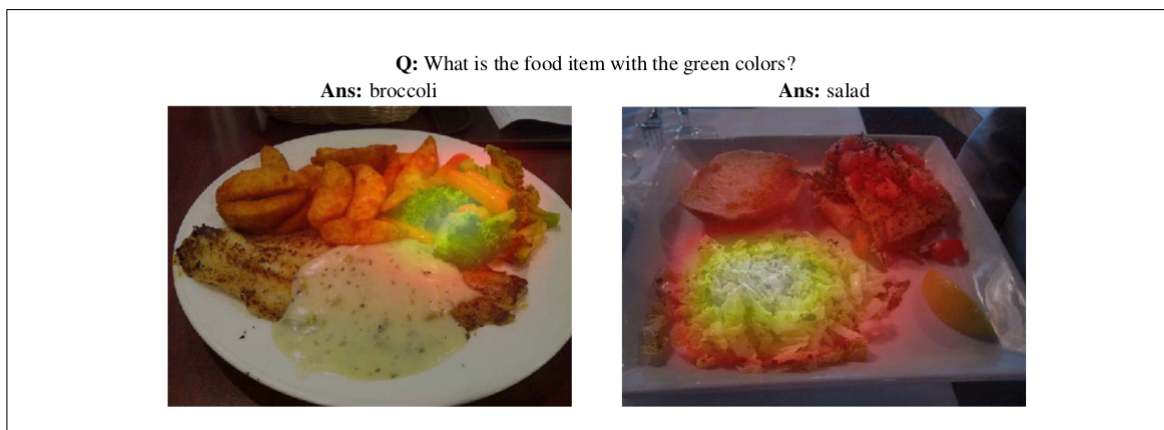 Q: What is the food item with the green colors?
Ans: broccoli
Ans: salad